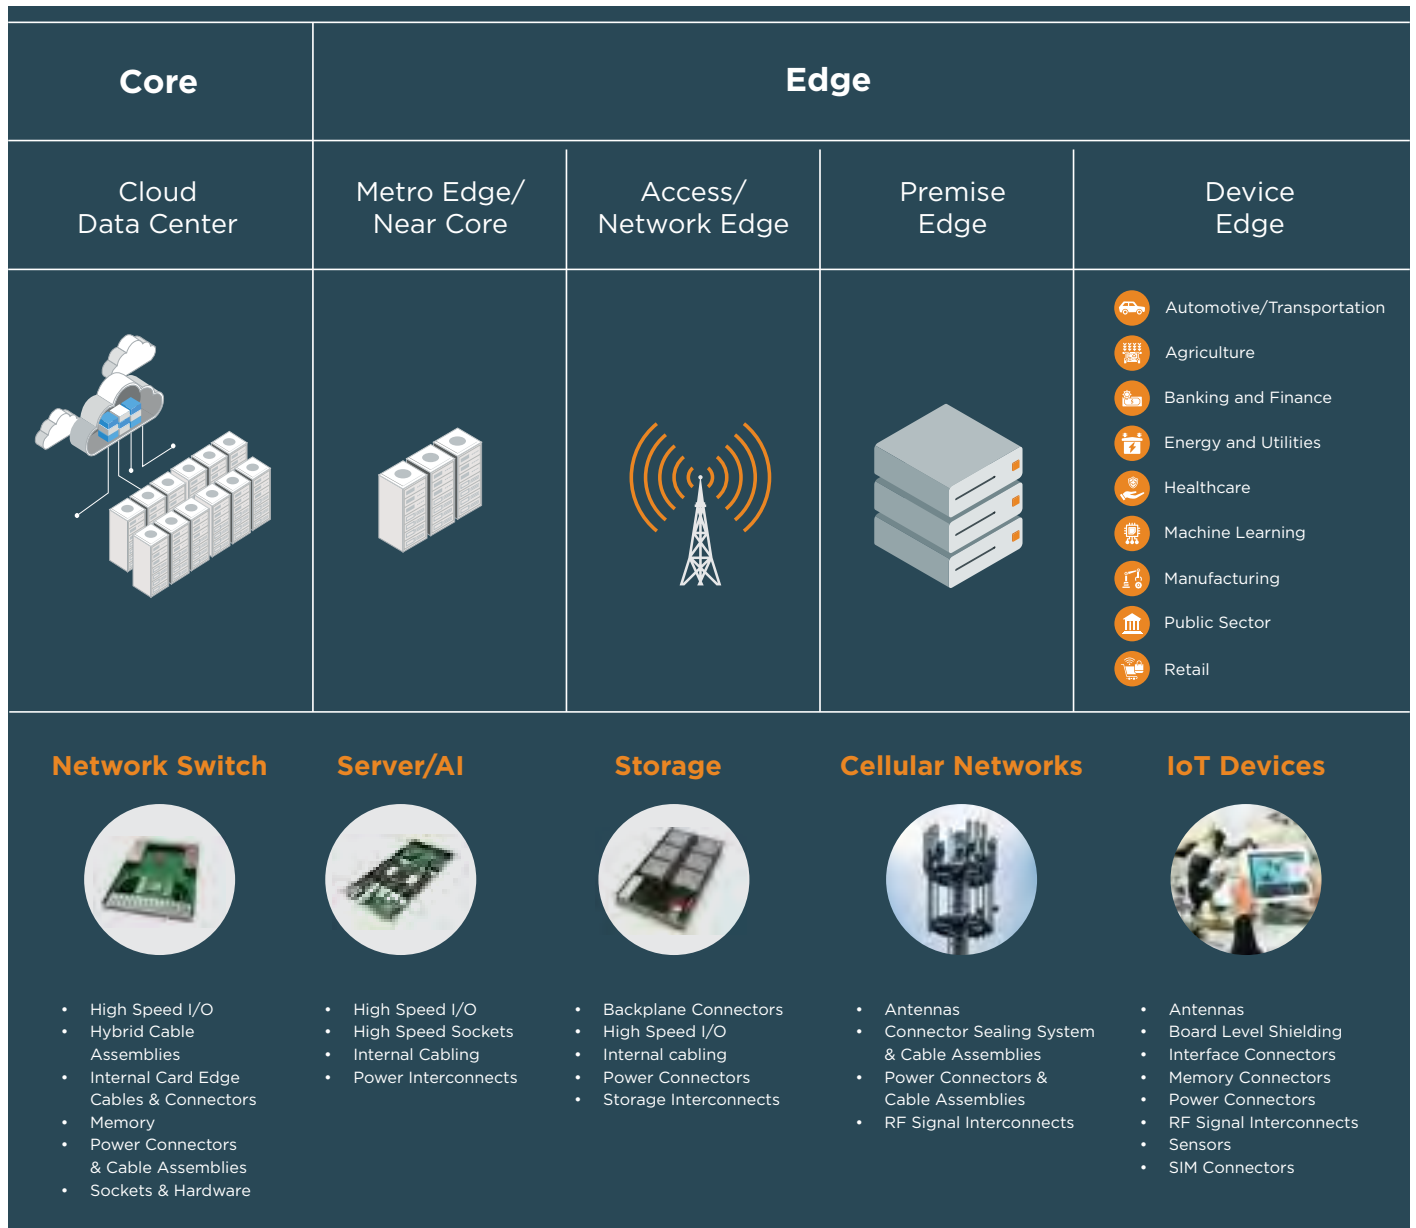 Core
Edge
Cloud
Data Center
Metro Edge/
Near Core
Access/
Network Edge
Premise
Edge
Device
Edge
Automotive/Transportation
Agriculture
Banking and Finance
Energy and Utilities
Healthcare
Machine Learning
Manufacturing
Public Sector
Retail
Network Switch
• High Speed I/O
• Hybrid Cable
Assemblies
• Internal Card Edge
Cables & Connectors
• Memory
• Power Connectors
& Cable Assemblies
• Sockets & Hardware
Server/AI
• High Speed I/O
• High Speed Sockets
• Internal Cabling
• Power Interconnects
Storage
• Backplane Connectors
• High Speed I/O
• Internal cabling
• Power Connectors
• Storage Interconnects
Cellular Networks
• Antennas
• Connector Sealing System
& Cable Assemblies
• Power Connectors &
Cable Assemblies
• RF Signal Interconnects
IoT Devices
• Antennas
• Board Level Shielding
• Interface Connectors
• Memory Connectors
• Power Connectors
• RF Signal Interconnects
• Sensors
• SIM Connectors